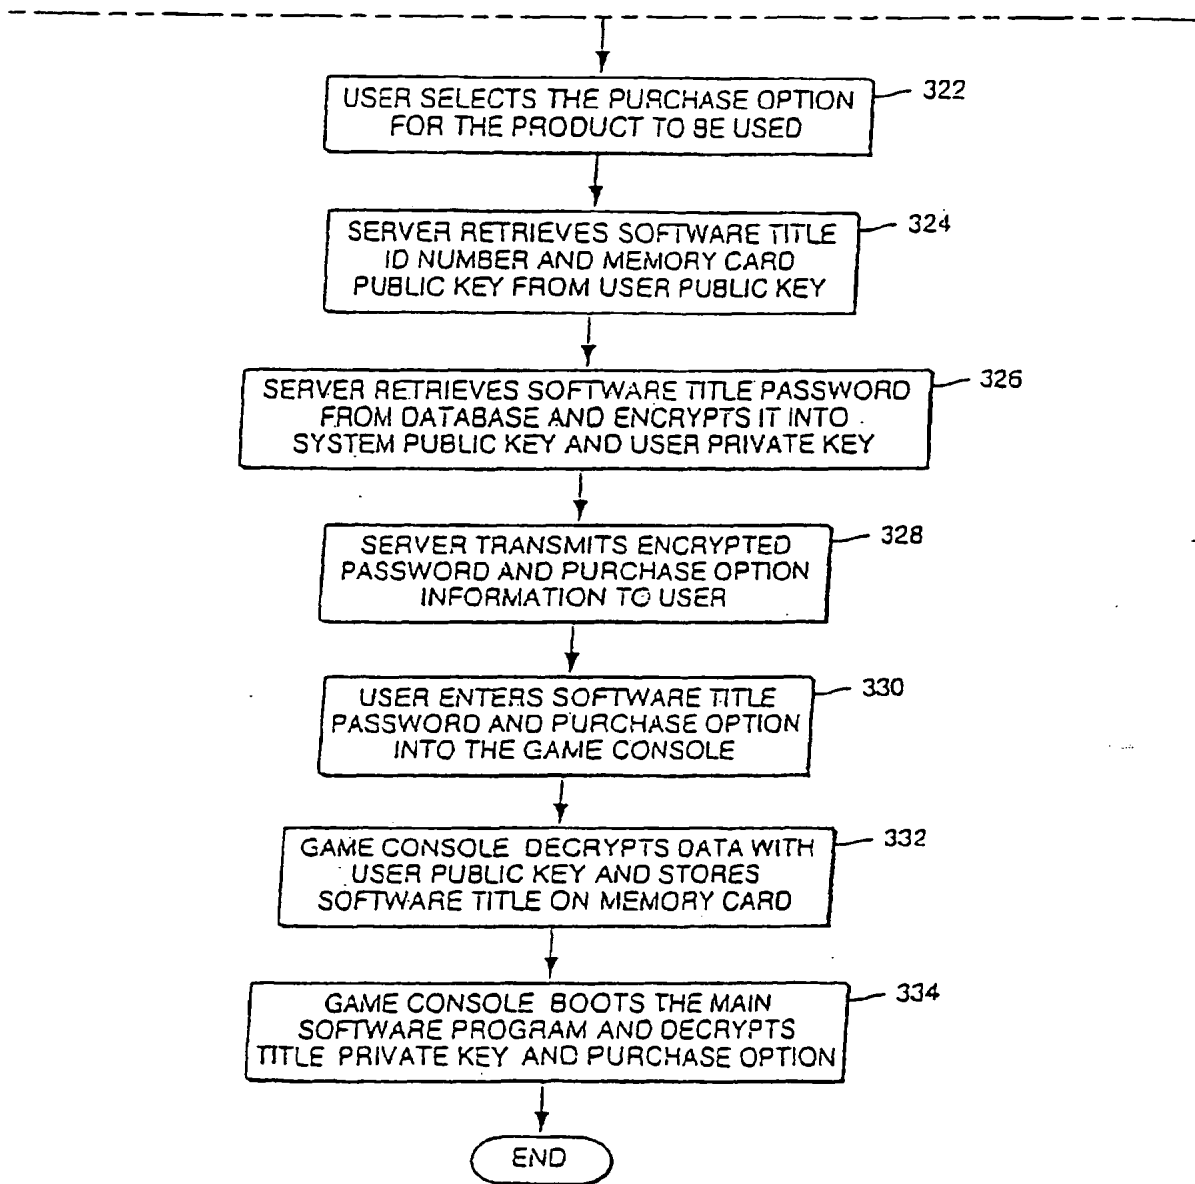 USER SELECTS THE PURCHASE OPTION
FOR THE PRODUCT TO BE USED
322
SERVER RETRIEVES SOFTWARE TITLE
ID NUMBER AND MEMORY CARD
PUBLIC KEY FROM USER PUBLIC KEY
324
SERVER RETRIEVES SOFTWARE TITLE PASSWORD
FROM DATABASE AND ENCRYPTS IT INTO
SYSTEM PUBLIC KEY AND USER PRIVATE KEY
326
SERVER TRANSMITS ENCRYPTED
PASSWORD AND PURCHASE OPTION
INFORMATION TO USER
328
USER ENTERS SOFTWARE TITLE
PASSWORD AND PURCHASE OPTION
INTO THE GAME CONSOLE
330
GAME CONSOLE DECRYPTS DATA WITH
USER PUBLIC KEY AND STORES
SOFTWARE TITLE ON MEMORY CARD
332
GAME CONSOLE BOOTS THE MAIN
SOFTWARE PROGRAM AND DECRYPTS
TITLE PRIVATE KEY AND PURCHASE OPTION
334
END